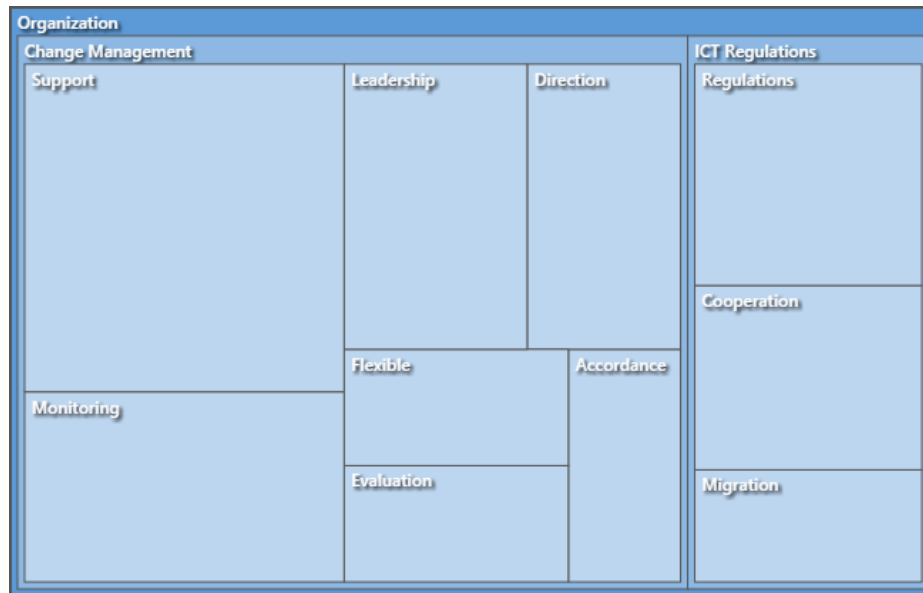 Organization
Change Management
ICT Regulations
Support
Leadership
Direction
Regulations
Cooperation
Flexible
Accordance
Monitoring
Evaluation
Migration